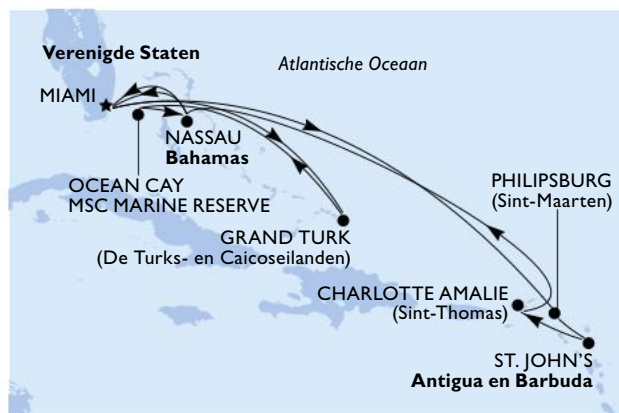 Verenigde Staten
Atlantische Oceaan
MIAMI
NASSAU
Bahamas
OCEAN CAY
MSC MARINE RESERVE
PHILIPSBURG
(Sint-Maarten)
GRAND TURK
(De Turks- en Caicoseilanden)
CHARLOTTE AMALIE
(Sint-Thomas)
ST. JOHN'S
Antigua en Barbuda